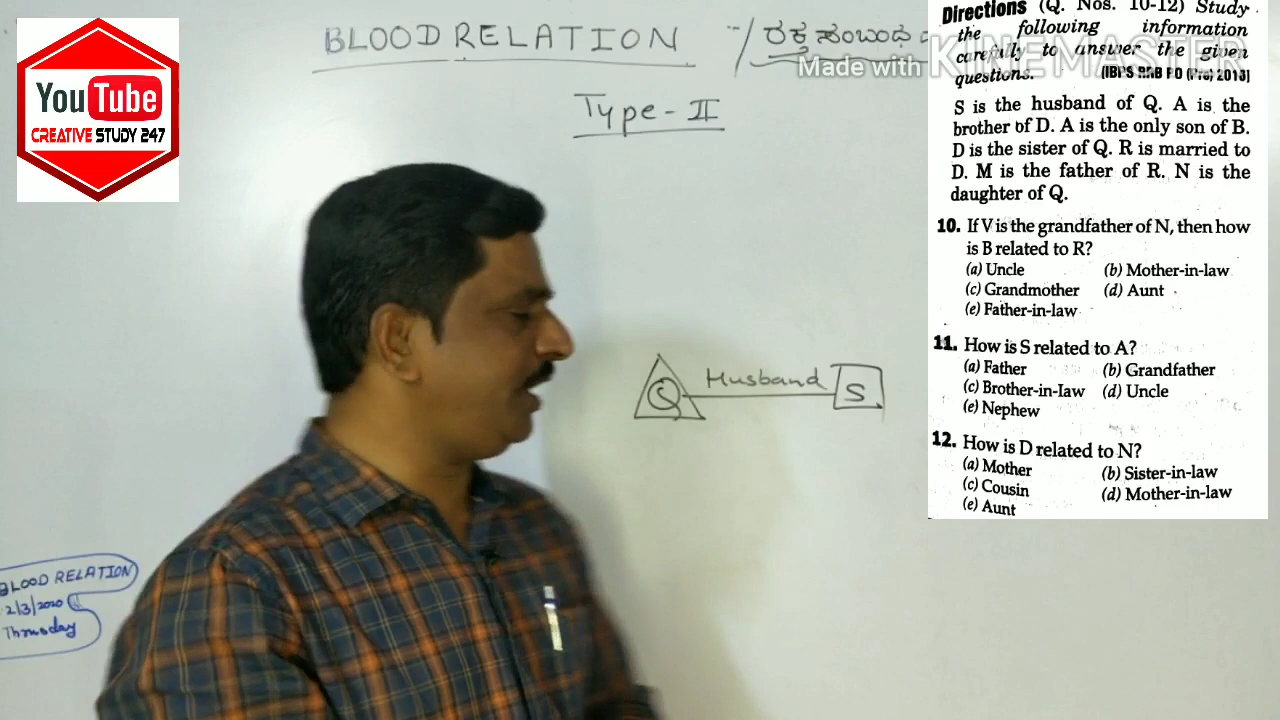 BLOOD RELATION -/ ರಕ್ತ ಸಂಬಂಧ
Type - II
YouTube
CREATIVE STUDY 247
Made with KINEMASTER
Directions (Q. Nos. 10-12) Study
the following information
carefully to answer the given
questions. (IBPS RRB PO (Pre) 2018)
S is the husband of Q. A is the
brother of D. A is the only son of B.
D is the sister of Q. R is married to
D. M is the father of R. N is the
daughter of Q.
10. If V is the grandfather of N, then how
is B related to R?
(a) Uncle (b) Mother-in-law
(c) Grandmother (d) Aunt
(e) Father-in-law
11. How is S related to A?
(a) Father (b) Grandfather
(c) Brother-in-law (d) Uncle
(e) Nephew
12. How is D related to N?
(a) Mother (b) Sister-in-law
(c) Cousin (d) Mother-in-law
(e) Aunt
Q Husband S
BLOOD RELATION
2/3/2020
Thursday